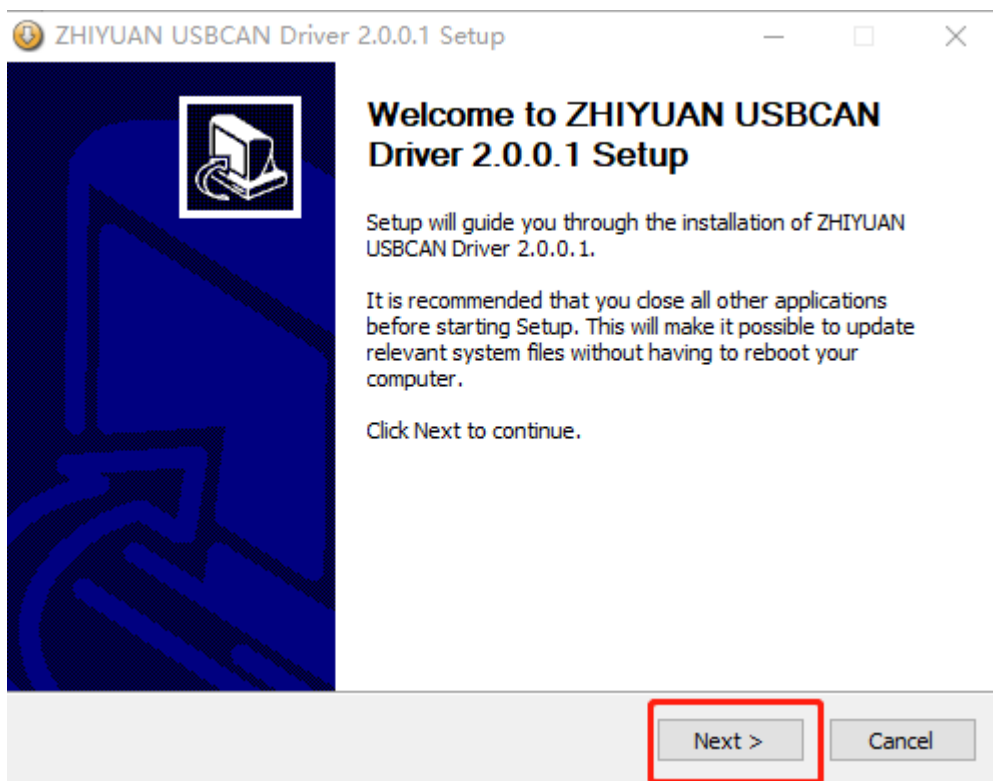 ZHIYUAN USBCAN Driver 2.0.0.1 Setup
Welcome to ZHIYUAN USBCAN
Driver 2.0.0.1 Setup
Setup will guide you through the installation of ZHIYUAN
USBCAN Driver 2.0.0.1.
It is recommended that you close all other applications
before starting Setup. This will make it possible to update
relevant system files without having to reboot your
computer.
Click Next to continue.
Next >
Cancel